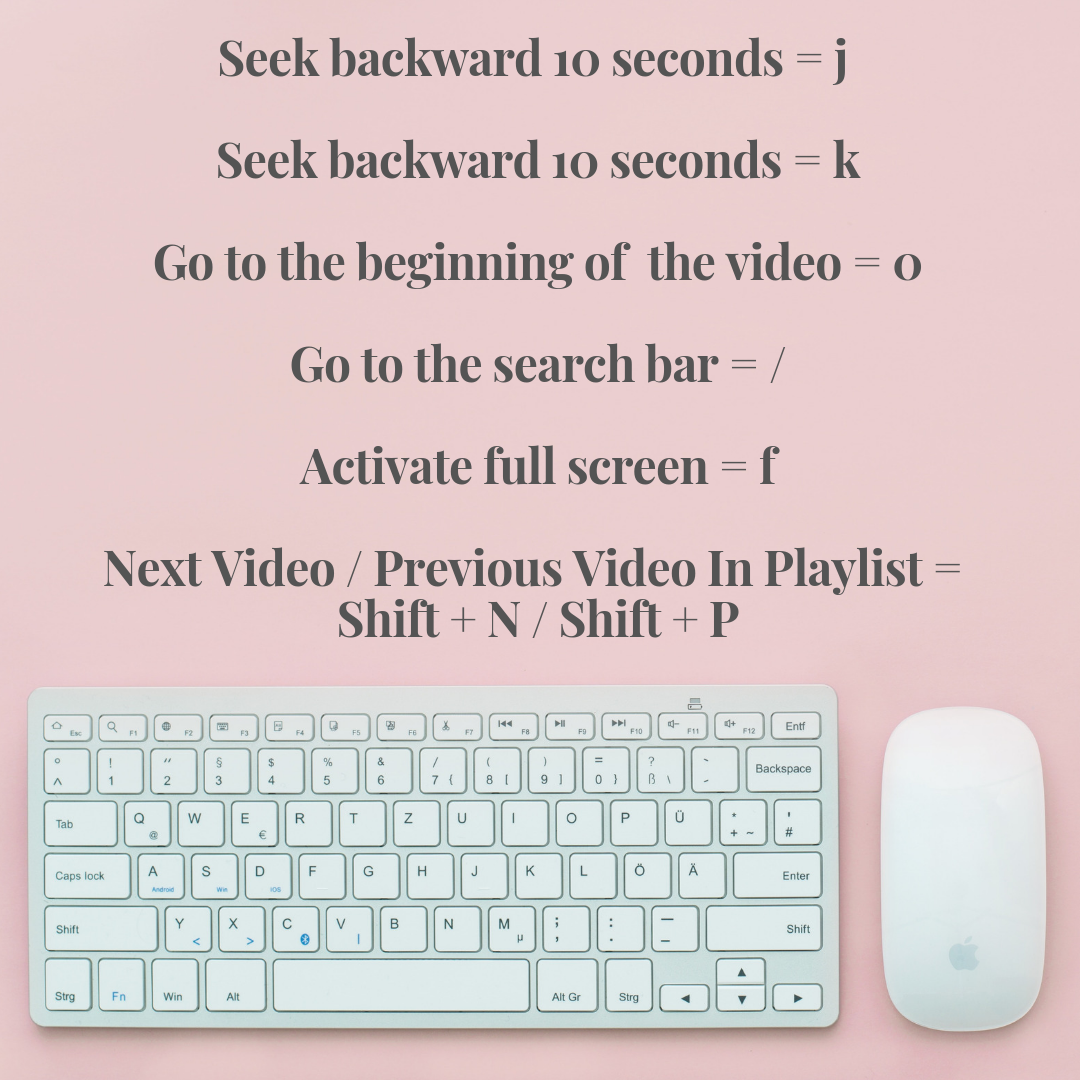 Seek backward 10 seconds = j
Seek backward 10 seconds = k
Go to the beginning of  the video = 0
Go to the search bar = /
Activate full screen = f
Next Video / Previous Video In Playlist =
Shift + N / Shift + P
Esc F1 F2 F3 F4 F5 F6 F7 F8 F9 F10 F11 F12 Entf
° ! " § $ % & / ( ) = ? ` Backspace
^ 1 2 3 4 5 6 7 { 8 [ 9 ] 0 } ß \ -
Tab Q W E R T Z U I O P Ü * '
@ € + ~ #
Caps lock A S D F G H J K L Ö Ä Enter
Android Win IOS
Shift Y X C V B N M ; : — Shift
< > | µ , . _
Strg Fn Win Alt Alt Gr Strg ◄ ▲ ▼ ►